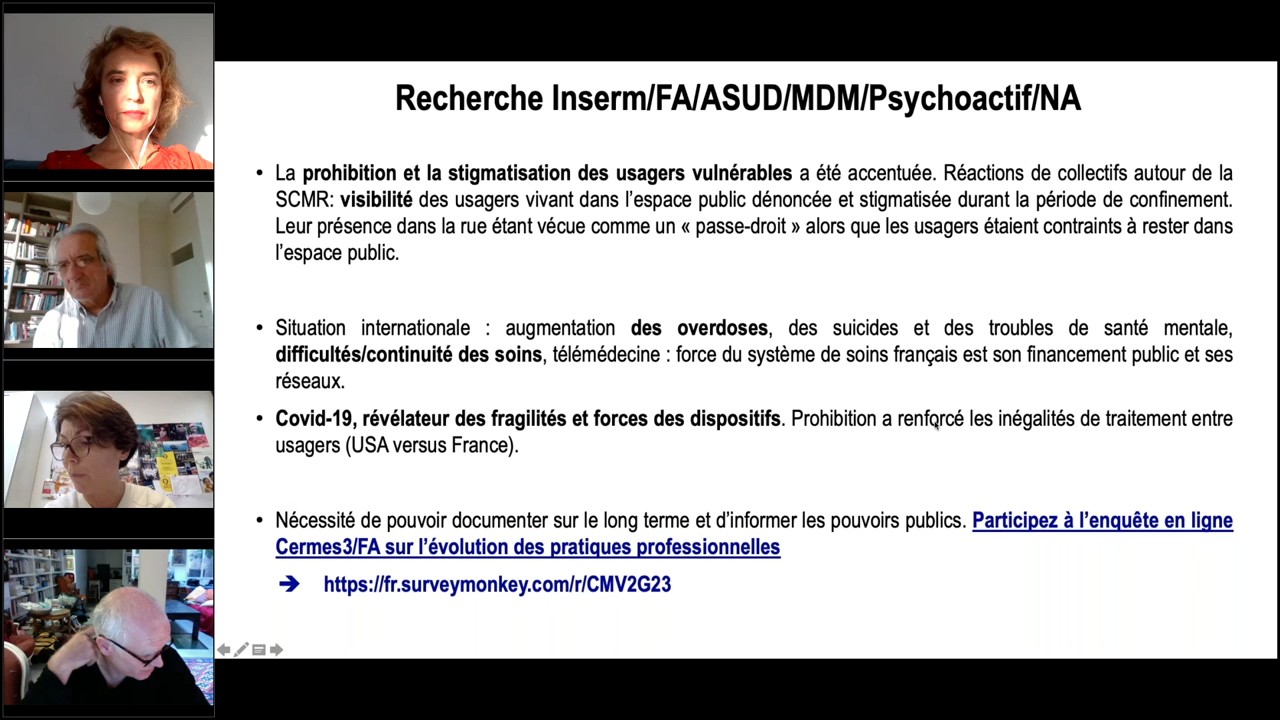 Recherche Inserm/FA/ASUD/MDM/Psychoactif/NA
• La prohibition et la stigmatisation des usagers vulnérables a été accentuée. Réactions de collectifs autour de la
SCMR: visibilité des usagers vivant dans l'espace public dénoncée et stigmatisée durant la période de confinement.
Leur présence dans la rue étant vécue comme un « passe-droit » alors que les usagers étaient contraints à rester dans
l'espace public.
• Situation internationale : augmentation des overdoses, des suicides et des troubles de santé mentale,
difficultés/continuité des soins, télémédecine : force du système de soins français est son financement public et ses
réseaux.
• Covid-19, révélateur des fragilités et forces des dispositifs. Prohibition a renforcé les inégalités de traitement entre
usagers (USA versus France).
• Nécessité de pouvoir documenter sur le long terme et d'informer les pouvoirs publics. Participez à l'enquête en ligne
Cermes3/FA sur l'évolution des pratiques professionnelles
➔ https://fr.surveymonkey.com/r/CMV2G23